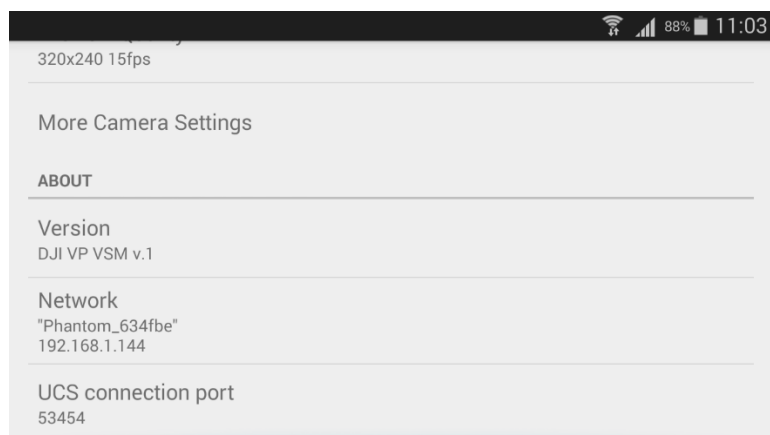 88% 11:03
320x240 15fps
More Camera Settings
ABOUT
Version
DJI VP VSM v.1
Network
"Phantom_634fbe"
192.168.1.144
UCS connection port
53454